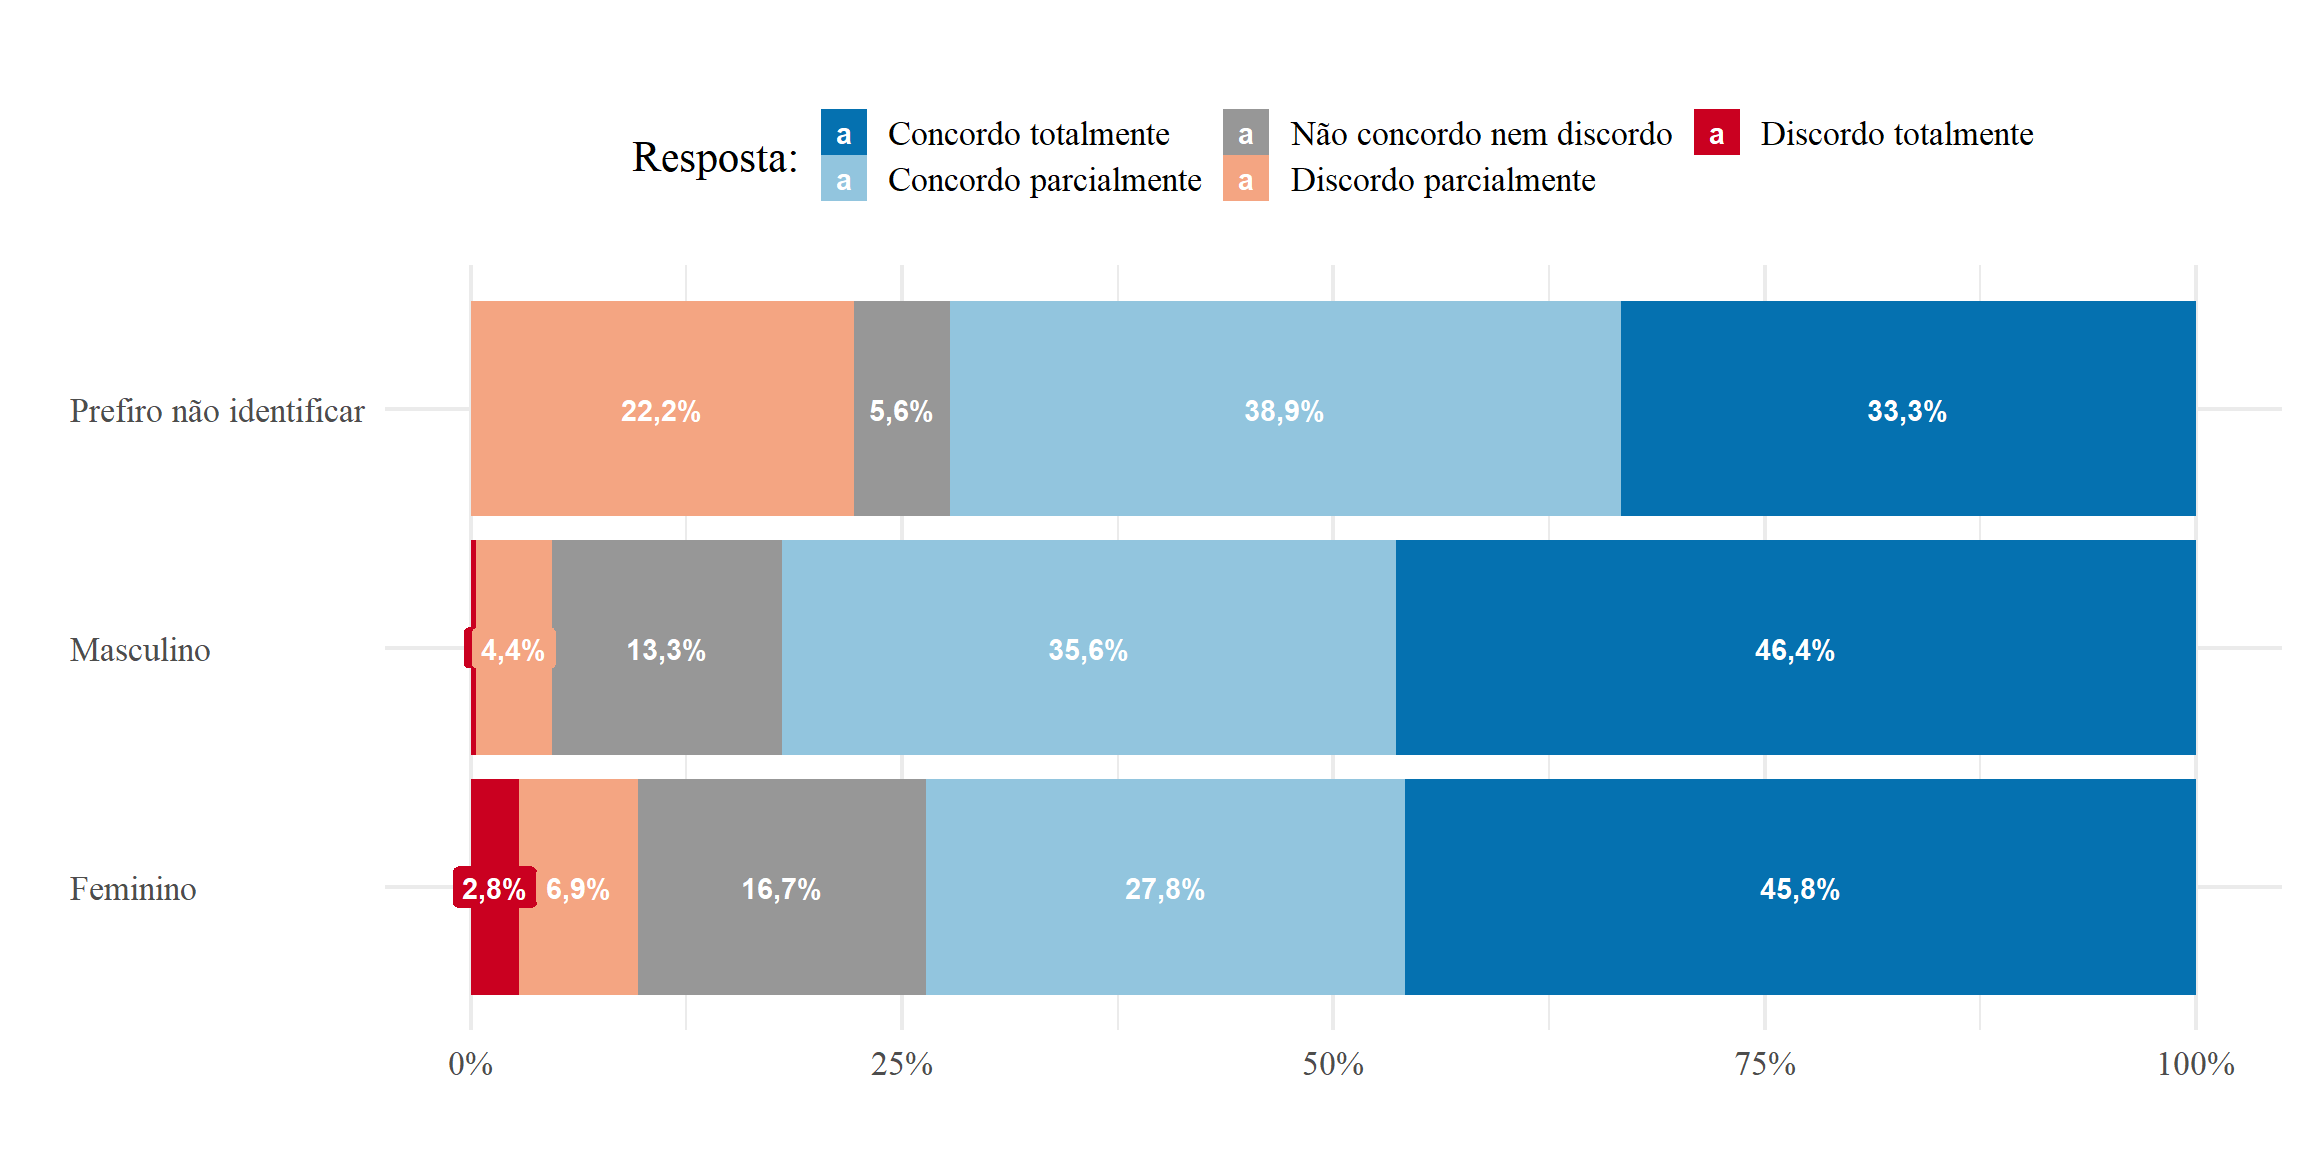 Resposta:
a Concordo totalmente
a Concordo parcialmente
a Não concordo nem discordo
a Discordo parcialmente
a Discordo totalmente
Prefiro não identificar
22,2% 5,6% 38,9% 33,3%
Masculino
4,4% 13,3% 35,6% 46,4%
Feminino
2,8% 6,9% 16,7% 27,8% 45,8%
0% 25% 50% 75% 100%